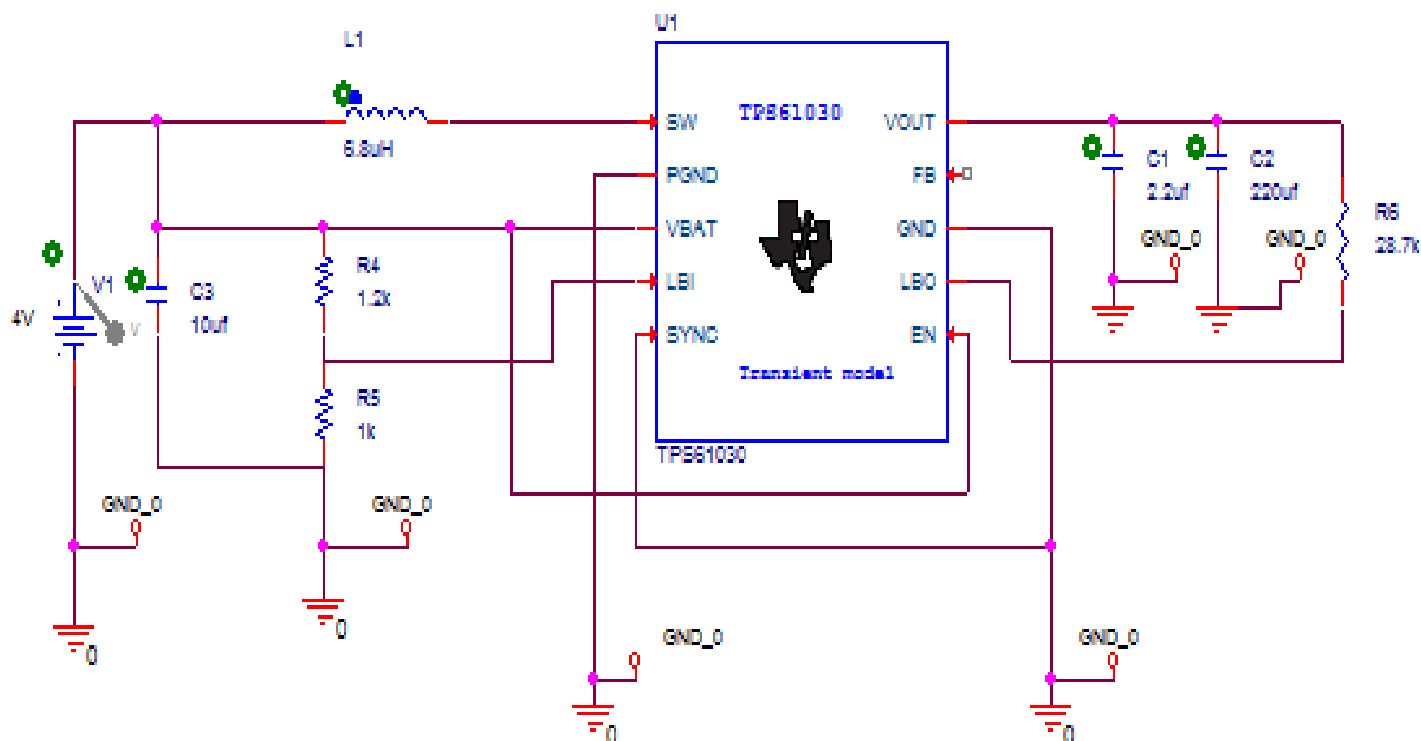 U1
L1
TPS61030
SW
VOUT
6.8uH
C1
C2
PGND
FB
2.2uf
220uf
R6
VBAT
GND
GND_0
GND_0
28.7k
R4
V1
C3
LBI
LBO
1.2k
4V
10uf
V
SYNC
EN
Transient model
R5
1k
TPS61030
GND_0
GND_0
0
0
GND_0
GND_0
0
0